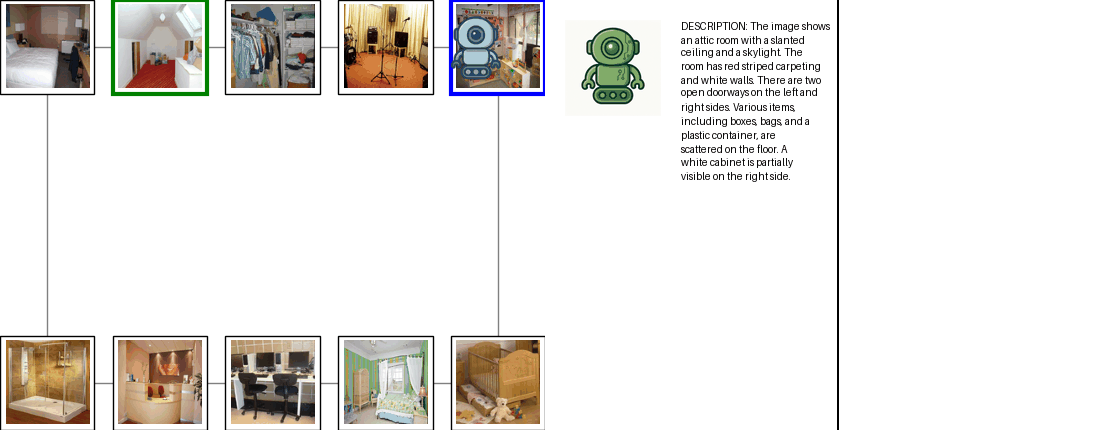 DESCRIPTION: The image shows
an attic room with a slanted
ceiling and a skylight. The
room has red striped carpeting
and white walls. There are two
open doorways on the left and
right sides. Various items,
including boxes, bags, and a
plastic container, are
scattered on the floor. A
white cabinet is partially
visible on the right side.